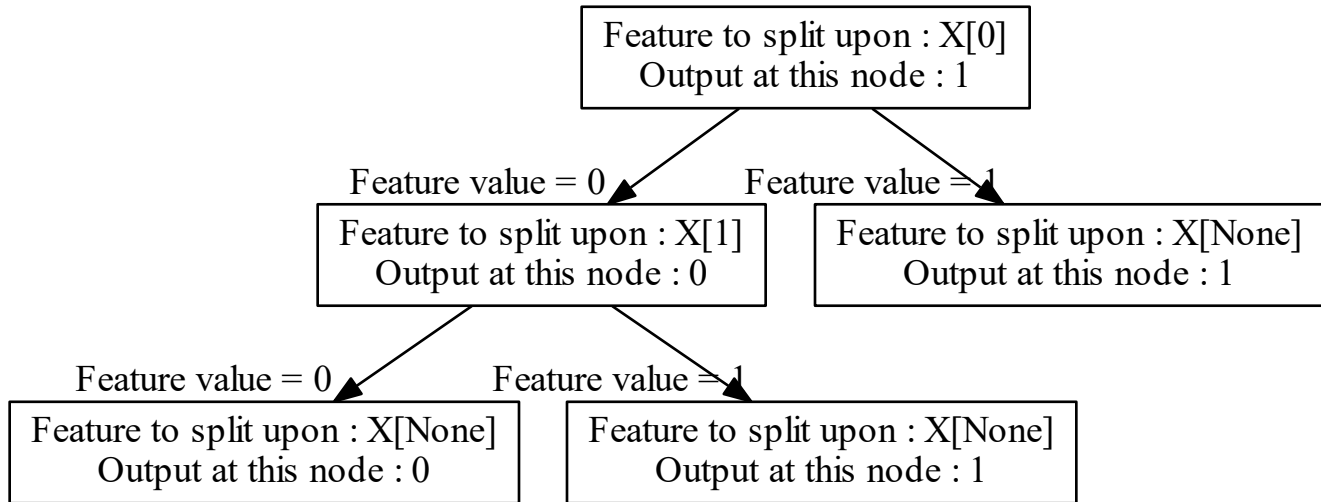 Feature to split upon : X[0]
Output at this node : 1
Feature value = 0
Feature value = 1
Feature to split upon : X[1]
Output at this node : 0
Feature to split upon : X[None]
Output at this node : 1
Feature value = 0
Feature value = 1
Feature to split upon : X[None]
Output at this node : 0
Feature to split upon : X[None]
Output at this node : 1